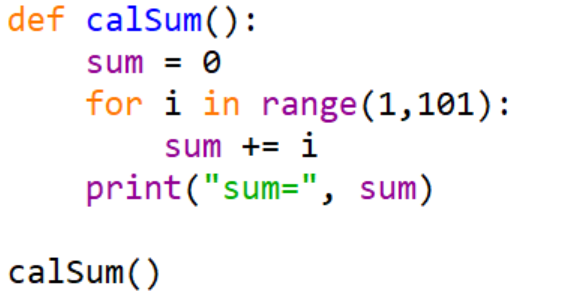 def calSum():
    sum = 0
    for i in range(1,101):
        sum += i
    print("sum=", sum)

calSum()